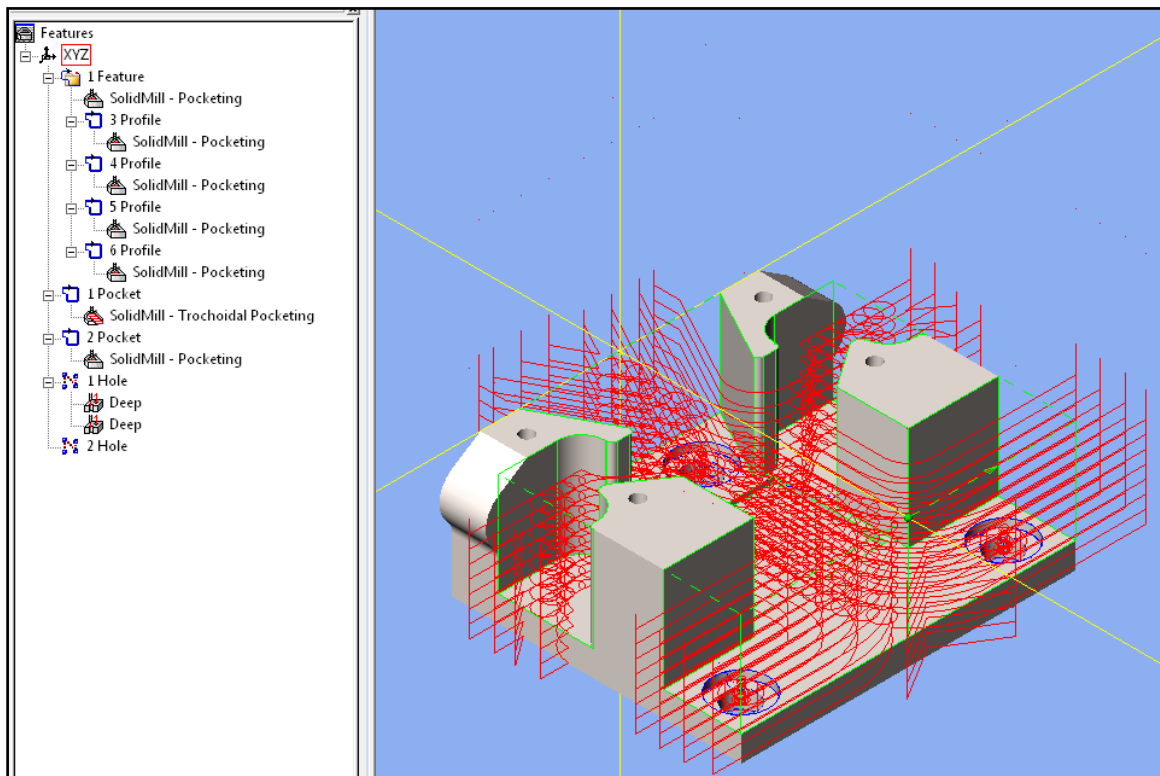 Features
XYZ
1 Feature
SolidMill - Pocketing
3 Profile
SolidMill - Pocketing
4 Profile
SolidMill - Pocketing
5 Profile
SolidMill - Pocketing
6 Profile
SolidMill - Pocketing
1 Pocket
SolidMill - Trochoidal Pocketing
2 Pocket
SolidMill - Pocketing
1 Hole
Deep
Deep
2 Hole